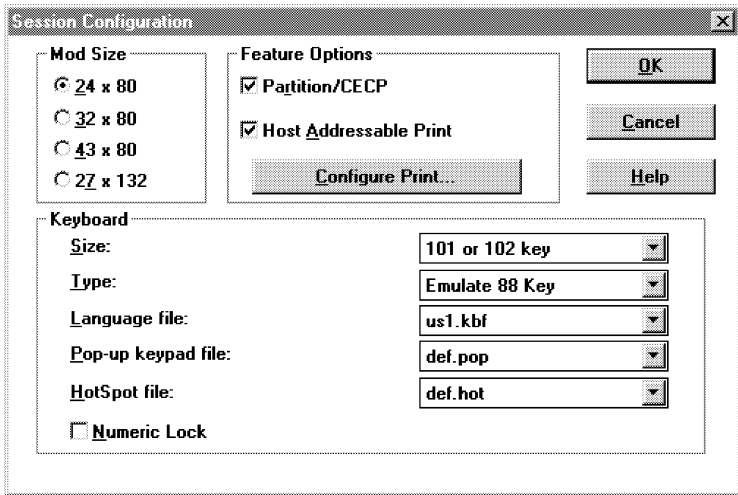 Session Configuration
Mod Size
24 x 80
32 x 80
43 x 80
27 x 132
Feature Options
Partition/CECP
Host Addressable Print
Configure Print...
OK
Cancel
Help
Keyboard
Size: 101 or 102 key
Type: Emulate 88 Key
Language file: us1.kbf
Pop-up keypad file: def.pop
HotSpot file: def.hot
Numeric Lock